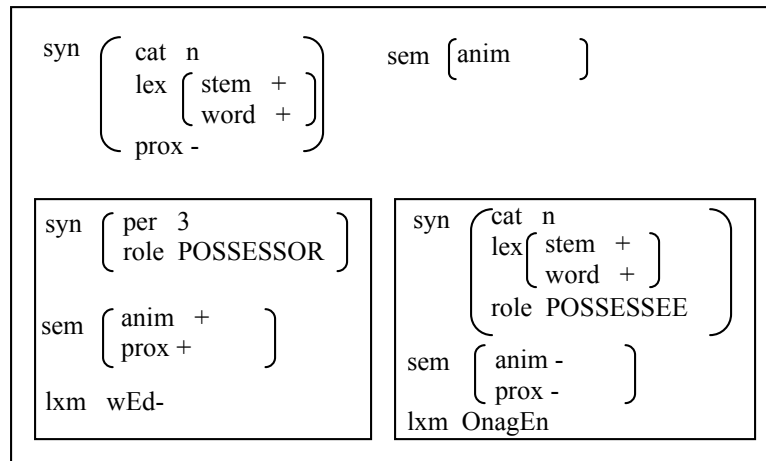 syn cat n sem anim
lex stem +
word +
prox -
syn per 3
role POSSESSOR
sem anim +
prox +
lxm wEd-
syn cat n
lex stem +
word +
role POSSESSEE
sem anim -
prox -
lxm OnagEn